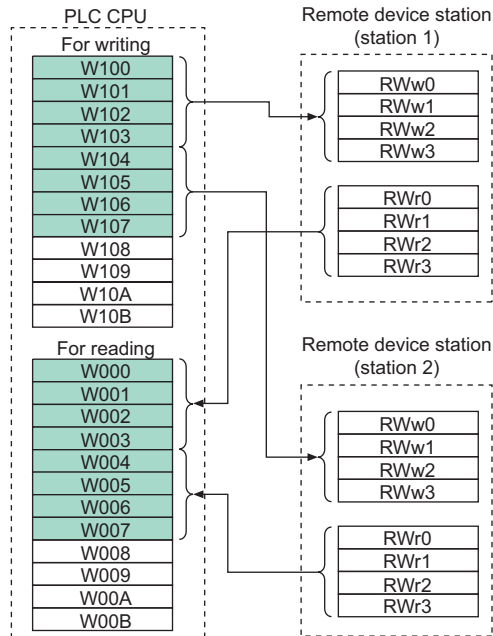 PLC CPU
For writing
W100
W101
W102
W103
W104
W105
W106
W107
W108
W109
W10A
W10B
For reading
W000
W001
W002
W003
W004
W005
W006
W007
W008
W009
W00A
W00B
Remote device station
(station 1)
RWw0
RWw1
RWw2
RWw3
RWr0
RWr1
RWr2
RWr3
Remote device station
(station 2)
RWw0
RWw1
RWw2
RWw3
RWr0
RWr1
RWr2
RWr3